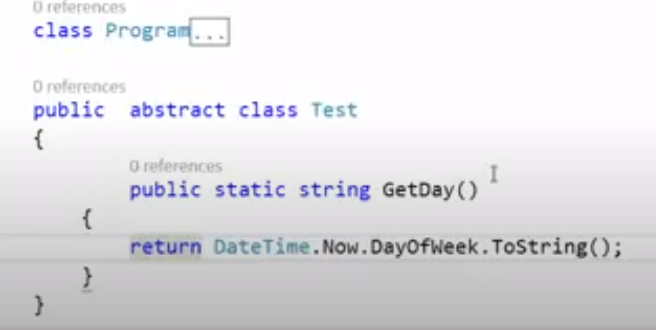 0 references
class Program...
0 references
public  abstract class Test
{
0 references
public static string GetDay()
{
return DateTime.Now.DayOfWeek.ToString();
}
}